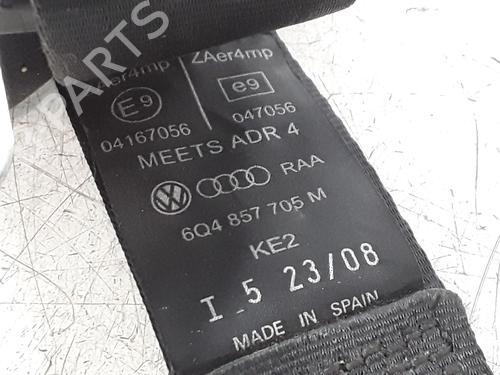 PARTS
ZAer4mp ZAer4mp
E9 e9
04167056 047056
MEETS ADR 4
RAA
6Q4 857 705 M
KE2
I 5 23/08
MADE IN SPAIN